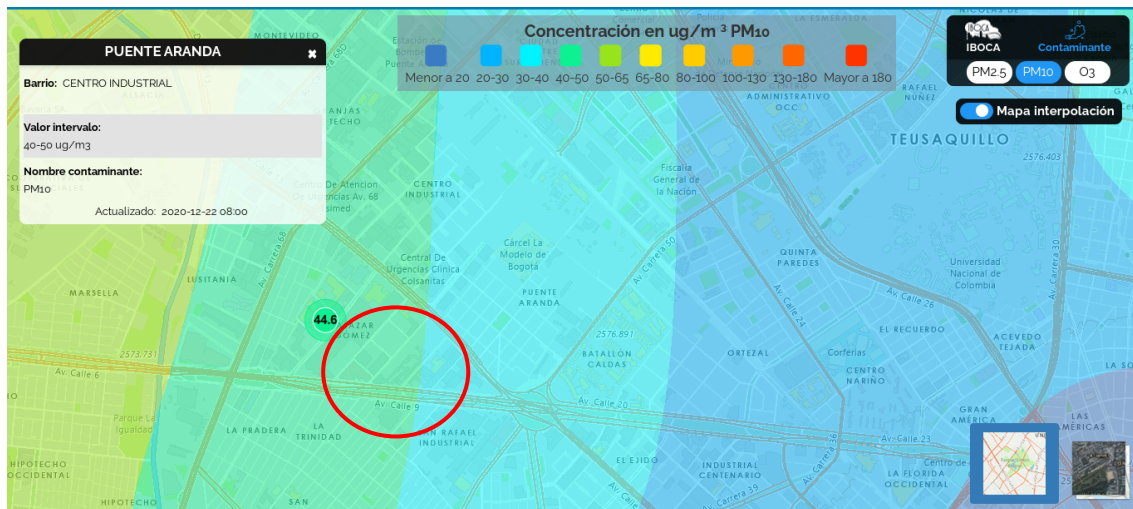 Concentración en ug/m ³ PM10
Menor a 20 20-30 30-40 40-50 50-65 65-80 80-100 100-130 130-180 Mayor a 180
IBOCA
Contaminante
PM2.5 PM10 O3
Mapa interpolación
PUENTE ARANDA ✖
Barrio: CENTRO INDUSTRIAL
Valor intervalo:
40-50 ug/m3
Nombre contaminante:
PM10
Actualizado: 2020-12-22 08:00
MONTEVIDEO
LA ESMERALDA
ADMINISTRATIVO
OCC
RAFAEL
NÚÑEZ
TEUSAQUILLO
2576.403
Fiscalía
General de
la Nación
CENTRO
INDUSTRIAL
Av. Calle 68
Cárcel La
Modelo de
Bogotá
Central De
Urgencias Clínica
Colsanitas
Av. Carrera 50
QUINTA
PAREDES
Universidad
Nacional de
Colombia
Av. Carrera 30
LUSITANIA
MARSELLA
PUENTE
ARANDA
Av. Calle 26
Av. Carrera 24
44.6
GOMEZ
2576.891
EL RECUERDO
ACEVEDO
TEJADA
2573.731
BATALLÓN
CALDAS
ORTEZAL
Corferias
CENTRO
NARIÑO
Av. Calle 6
Av. Calle 9
Av. Calle 20
Parque La
Igualdad
LA PRADERA
LA
TRINIDAD
SAN RAFAEL
INDUSTRIAL
GRAN
AMÉRICA
LAS
AMÉRICAS
Av. Calle 23
Av. Carrera 36
HIPOTECHO
OCCIDENTAL
EL EJIDO
INDUSTRIAL
CENTENARIO
LA FLORIDA
OCCIDENTAL
Av. Carrera 39
HIPOTECHO
SAN